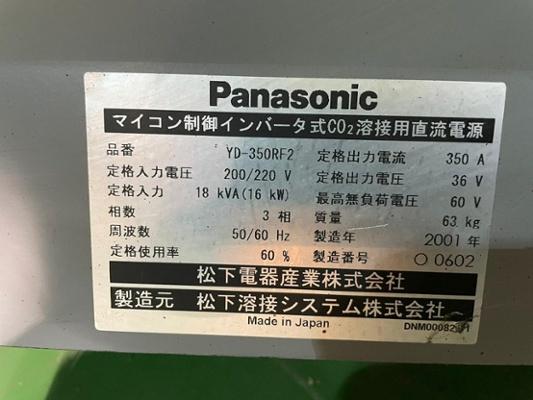 Panasonic
マイコン制御インバータ式CO₂溶接用直流電源
品番 YD-350RF2 定格出力電流 350 A
定格入力電圧 200/220 V 定格出力電圧 36 V
定格入力 18 kVA(16 kW) 最高無負荷電圧 60 V
相数 3 相 質量 63 kg
周波数 50/60 Hz 製造年 2001 年
定格使用率 60 % 製造番号 O 0602
松下電器産業株式会社
製造元 松下溶接システム株式会社
Made in Japan